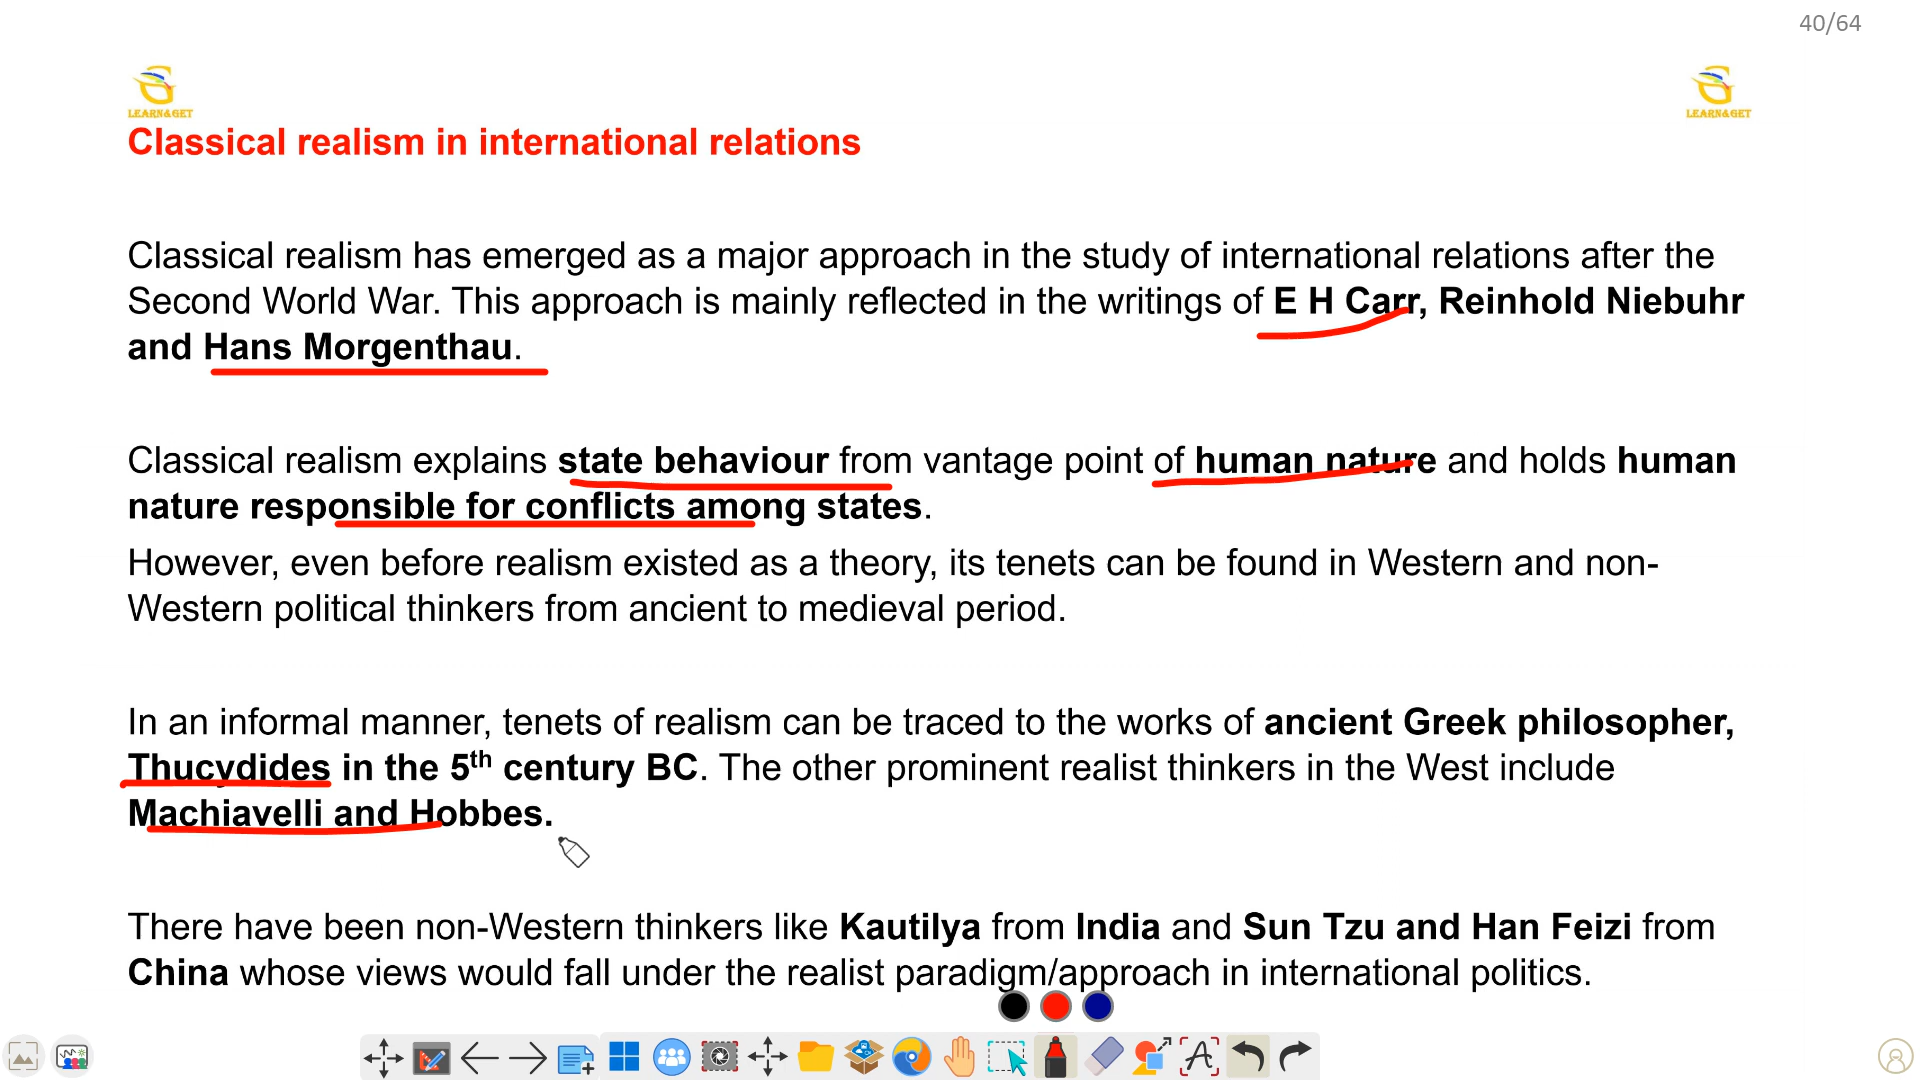 40/64
LEARN&GET
LEARN&GET
Classical realism in international relations
Classical realism has emerged as a major approach in the study of international relations after the
Second World War. This approach is mainly reflected in the writings of E H Carr, Reinhold Niebuhr
and Hans Morgenthau.
Classical realism explains state behaviour from vantage point of human nature and holds human
nature responsible for conflicts among states.
However, even before realism existed as a theory, its tenets can be found in Western and non-
Western political thinkers from ancient to medieval period.
In an informal manner, tenets of realism can be traced to the works of ancient Greek philosopher,
Thucydides in the 5th century BC. The other prominent realist thinkers in the West include
Machiavelli and Hobbes.
There have been non-Western thinkers like Kautilya from India and Sun Tzu and Han Feizi from
China whose views would fall under the realist paradigm/approach in international politics.